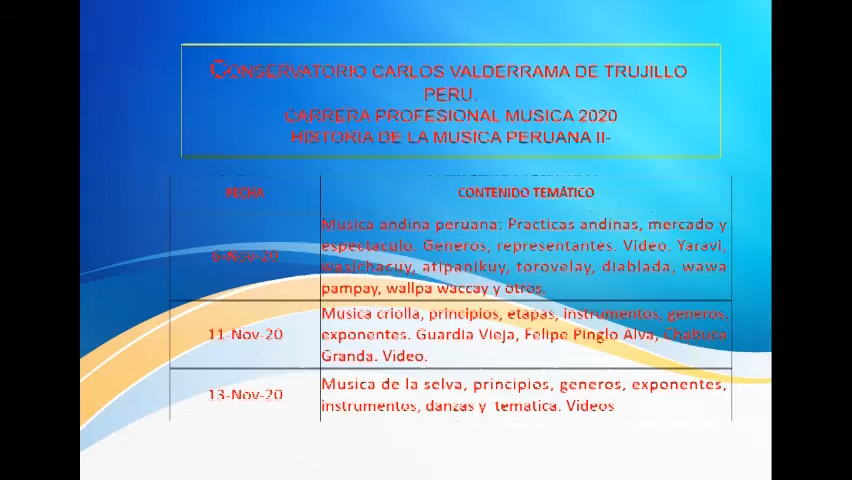 CONSERVATORIO CARLOS VALDERRAMA DE TRUJILLO
PERU.
CARRERA PROFESIONAL MUSICA 2020
HISTORIA DE LA MUSICA PERUANA II-
FECHA CONTENIDO TEMÁTICO
6-Nov-20
Musica andina peruana: Practicas andinas, mercado y
espectaculo. Generos, representantes. Video. Yaravi,
wasichacuy, atipanikuy, torovelay, diablada, wawa
pampay, wallpa waccay y otros.
11-Nov-20
Musica criolla, principios, etapas, instrumentos, generos,
exponentes. Guardia Vieja, Felipe Pinglo Alva, Chabuca
Granda. Video.
13-Nov-20
Musica de la selva, principios, generos, exponentes,
instrumentos, danzas y tematica. Videos